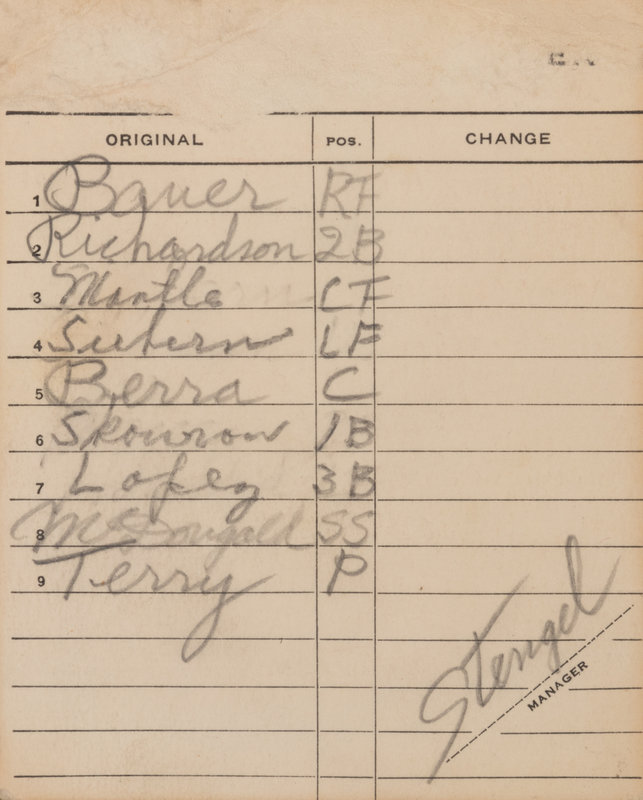 ORIGINAL POS. CHANGE
1 Bauer RF
2 Richardson 2B
3 Mantle CF
4 Siebern LF
5 Berra C
6 Skowron 1B
7 Lopez 3B
8 McDougald SS
9 Terry P
Stengel
MANAGER